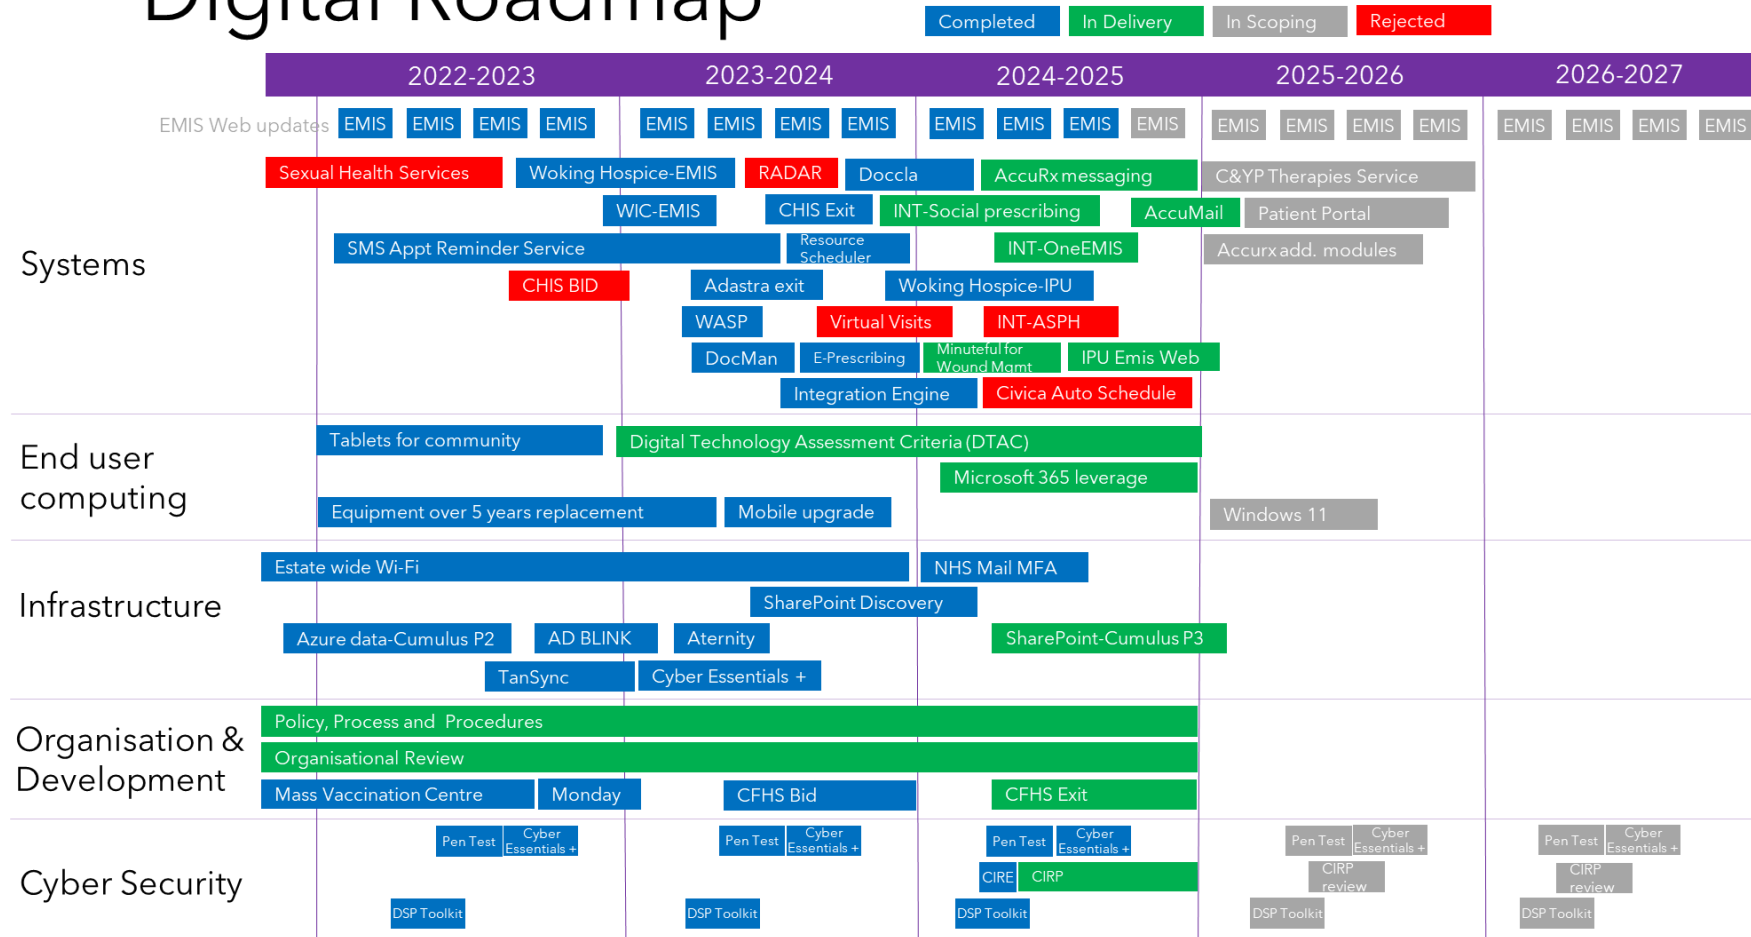 Digital Roadmap
Completed In Delivery In Scoping Rejected
2022-2023 2023-2024 2024-2025 2025-2026 2026-2027
EMIS Web updates EMIS EMIS EMIS EMIS EMIS EMIS EMIS EMIS EMIS EMIS EMIS EMIS EMIS EMIS EMIS EMIS EMIS EMIS EMIS EMIS
Sexual Health Services Woking Hospice-EMIS RADAR Doccla AccuRx messaging C&YP Therapies Service
WIC-EMIS CHIS Exit INT-Social prescribing AccuMail Patient Portal
Systems
SMS Appt Reminder Service Resource Scheduler INT-OneEMIS Accurx add. modules
CHIS BID Adastra exit Woking Hospice-IPU
WASP Virtual Visits INT-ASPH
DocMan E-Prescribing Minuteful for Wound Mgmt IPU Emis Web
Integration Engine Civica Auto Schedule
End user
computing
Tablets for community Digital Technology Assessment Criteria (DTAC)
Microsoft 365 leverage
Equipment over 5 years replacement Mobile upgrade Windows 11
Infrastructure
Estate wide Wi-Fi NHS Mail MFA
SharePoint Discovery
Azure data-Cumulus P2 AD BLINK Aternity SharePoint-Cumulus P3
TanSync Cyber Essentials +
Organisation &
Development
Policy, Process and Procedures
Organisational Review
Mass Vaccination Centre Monday CFHS Bid CFHS Exit
Cyber Security
Pen Test Cyber Essentials + Pen Test Cyber Essentials + Pen Test Cyber Essentials + Pen Test Cyber Essentials + Pen Test Cyber Essentials +
CIRE CIRP CIRP review CIRP review
DSP Toolkit DSP Toolkit DSP Toolkit DSP Toolkit DSP Toolkit